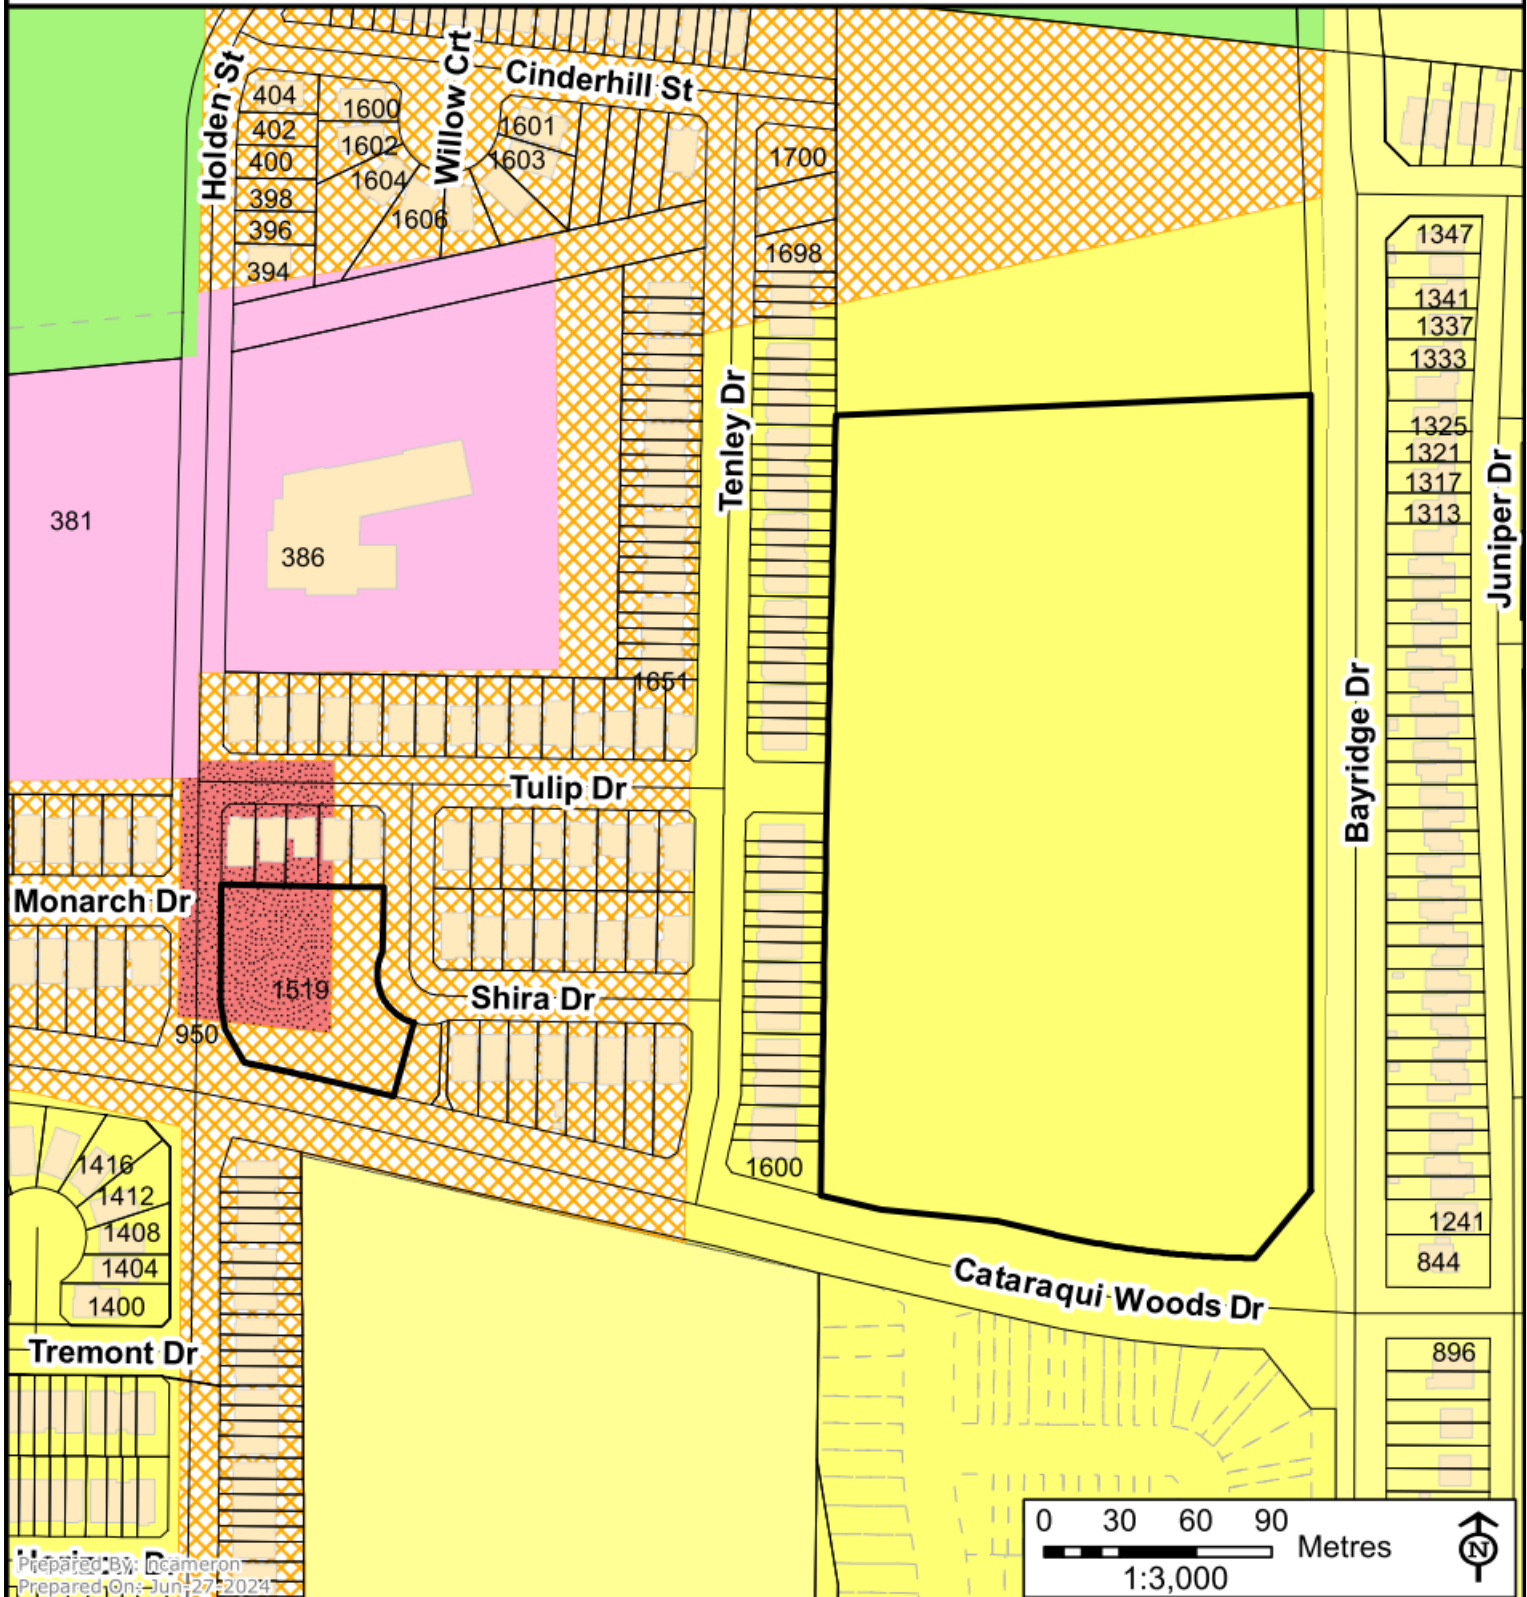 Cinderhill St
Willow Crt
Holden St
404
1600
1601
402
1602
1603
1700
400
1604
398
1606
396
1698
394
1347
1341
1337
1333
Tenley Dr
1325
1321
1317
1313
Juniper Dr
381
386
1651
Bayridge Dr
Tulip Dr
Monarch Dr
1519
Shira Dr
950
1416
1600
1412
1408
1241
1404
844
1400
Cataraqui Woods Dr
Tremont Dr
896
0 30 60 90
Metres
1:3,000
N
Prepared By: ncameron
Prepared On: Jun-27-2024